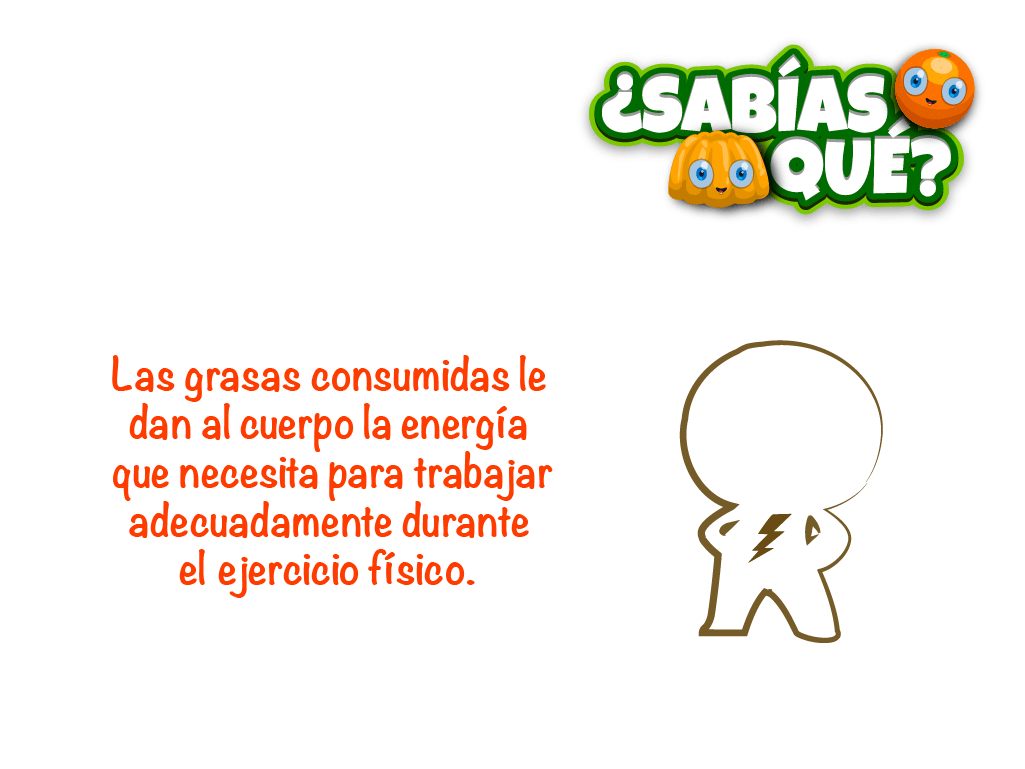 ¿SABÍAS
QUÉ?
Las grasas consumidas le
dan al cuerpo la energía
que necesita para trabajar
adecuadamente durante
el ejercicio físico.